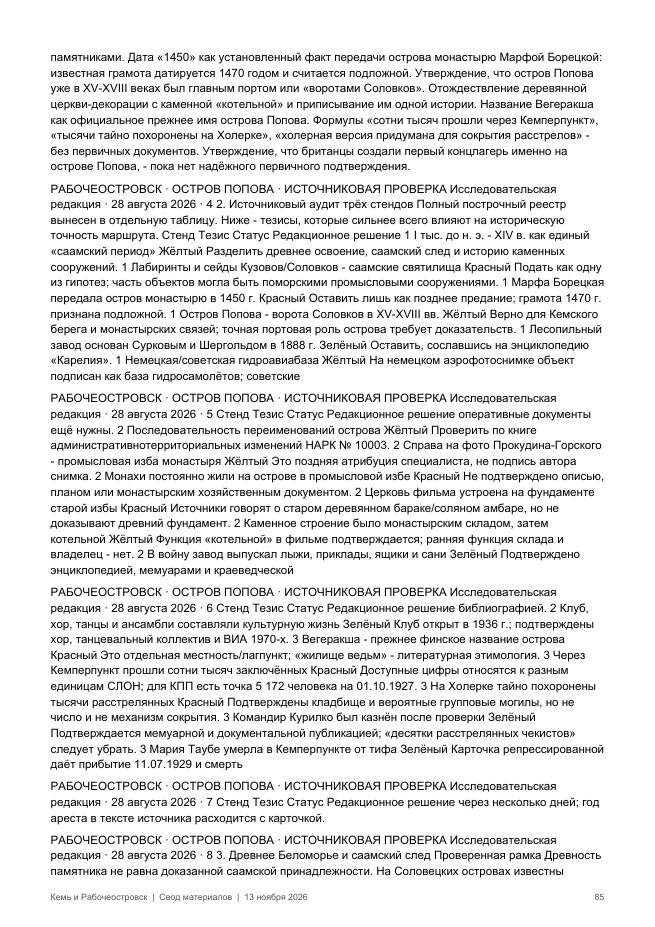 памятниками. Дата «1450» как установленный факт передачи острова монастырю Марфой Борецкой:
известная грамота датируется 1470 годом и считается подложной. Утверждение, что остров Попова
уже в XV-XVIII веках был главным портом или «воротами Соловков». Отождествление деревянной
церкви-декорации с каменной «котельной» и приписывание им одной истории. Название Вегеракша
как официальное прежнее имя острова Попова. Формулы «сотни тысяч прошли через Кемперпункт»,
«тысячи тайно похоронены на Холерке», «холерная версия придумана для сокрытия расстрелов» -
без первичных документов. Утверждение, что британцы создали первый концлагерь именно на
острове Попова, - пока нет надёжного первичного подтверждения.
РАБОЧЕОСТРОВСК · ОСТРОВ ПОПОВА · ИСТОЧНИКОВАЯ ПРОВЕРКА Исследовательская
редакция · 28 августа 2026 · 4 2. Источниковый аудит трёх стендов Полный построчный реестр
вынесен в отдельную таблицу. Ниже - тезисы, которые сильнее всего влияют на историческую
точность маршрута. Стенд Тезис Статус Редакционное решение 1 I тыс. до н. э. - XIV в. как единый
«саамский период» Жёлтый Разделить древнее освоение, саамский след и историю каменных
сооружений. 1 Лабиринты и сейды Кузовов/Соловков - саамские святилища Красный Подать как одну
из гипотез; часть объектов могла быть поморскими промысловыми сооружениями. 1 Марфа Борецкая
передала остров монастырю в 1450 г. Красный Оставить лишь как позднее предание; грамота 1470 г.
признана подложной. 1 Остров Попова - ворота Соловков в XV-XVIII вв. Жёлтый Верно для Кемского
берега и монастырских связей; точная портовая роль острова требует доказательств. 1 Лесопильный
завод основан Сурковым и Шергольдом в 1888 г. Зелёный Оставить, сославшись на энциклопедию
«Карелия». 1 Немецкая/советская гидроавиабаза Жёлтый На немецком аэрофотоснимке объект
подписан как база гидросамолётов; советские
РАБОЧЕОСТРОВСК · ОСТРОВ ПОПОВА · ИСТОЧНИКОВАЯ ПРОВЕРКА Исследовательская
редакция · 28 августа 2026 · 5 Стенд Тезис Статус Редакционное решение оперативные документы
ещё нужны. 2 Последовательность переименований острова Жёлтый Проверить по книге
административнотерриториальных изменений НАРК № 10003. 2 Справа на фото Прокудина-Горского
- промысловая изба монастыря Жёлтый Это поздняя атрибуция специалиста, не подпись автора
снимка. 2 Монахи постоянно жили на острове в промысловой избе Красный Не подтверждено описью,
планом или монастырским хозяйственным документом. 2 Церковь фильма устроена на фундаменте
старой избы Красный Источники говорят о старом деревянном бараке/соляном амбаре, но не
доказывают древний фундамент. 2 Каменное строение было монастырским складом, затем
котельной Жёлтый Функция «котельной» в фильме подтверждается; ранняя функция склада и
владелец - нет. 2 В войну завод выпускал лыжи, приклады, ящики и сани Зелёный Подтверждено
энциклопедией, мемуарами и краеведческой
РАБОЧЕОСТРОВСК · ОСТРОВ ПОПОВА · ИСТОЧНИКОВАЯ ПРОВЕРКА Исследовательская
редакция · 28 августа 2026 · 6 Стенд Тезис Статус Редакционное решение библиографией. 2 Клуб,
хор, танцы и ансамбли составляли культурную жизнь Зелёный Клуб открыт в 1936 г.; подтверждены
хор, танцевальный коллектив и ВИА 1970-х. 3 Вегеракша - прежнее финское название острова
Красный Это отдельная местность/лагпункт; «жилище ведьм» - литературная этимология. 3 Через
Кемперпункт прошли сотни тысяч заключённых Красный Доступные цифры относятся к разным
единицам СЛОН; для КПП есть точка 5 172 человека на 01.10.1927. 3 На Холерке тайно похоронены
тысячи расстрелянных Красный Подтверждены кладбище и вероятные групповые могилы, но не
число и не механизм сокрытия. 3 Командир Курилко был казнён после проверки Зелёный
Подтверждается мемуарной и документальной публикацией; «десятки расстрелянных чекистов»
следует убрать. 3 Мария Таубе умерла в Кемперпункте от тифа Зелёный Карточка репрессированной
даёт прибытие 11.07.1929 и смерть
РАБОЧЕОСТРОВСК · ОСТРОВ ПОПОВА · ИСТОЧНИКОВАЯ ПРОВЕРКА Исследовательская
редакция · 28 августа 2026 · 7 Стенд Тезис Статус Редакционное решение через несколько дней; год
ареста в тексте источника расходится с карточкой.
РАБОЧЕОСТРОВСК · ОСТРОВ ПОПОВА · ИСТОЧНИКОВАЯ ПРОВЕРКА Исследовательская
редакция · 28 августа 2026 · 8 3. Древнее Беломорье и саамский след Проверенная рамка Древность
памятника не равна доказанной саамской принадлежности. На Соловецких островах известны
Кемь и Рабочеостровск | Свод материалов | 13 ноября 2026
85